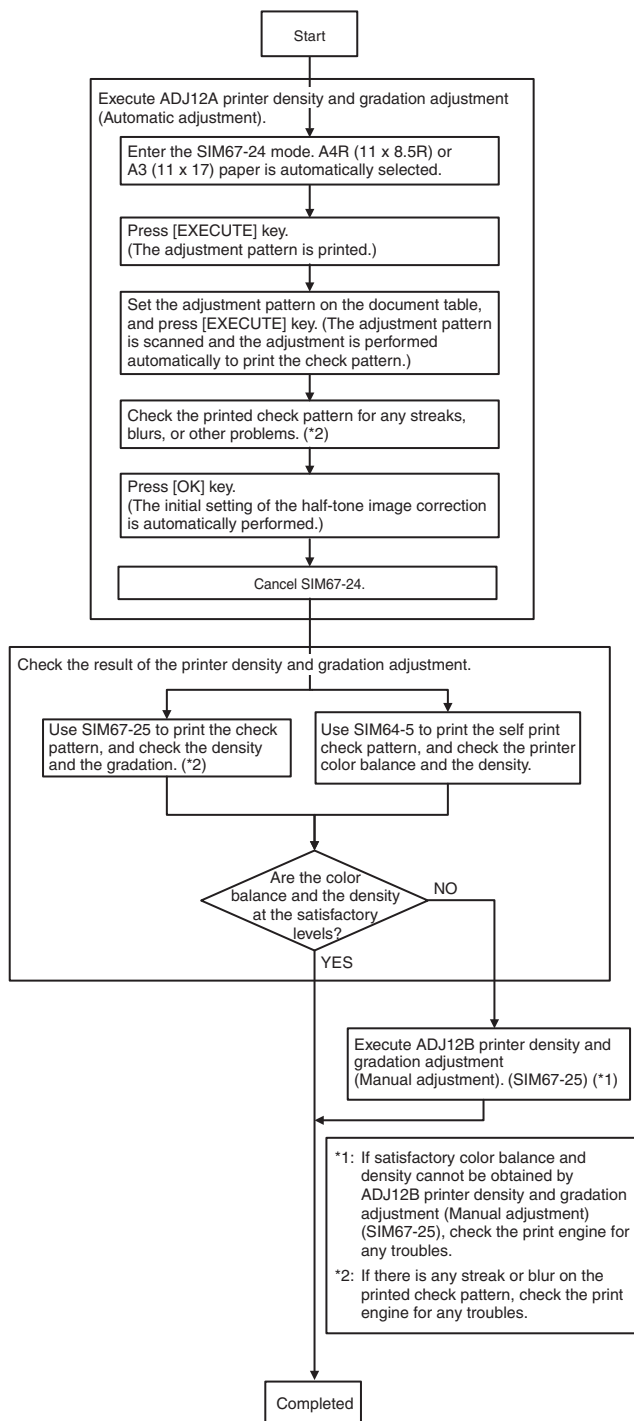 Start
Execute ADJ12A printer density and gradation adjustment
(Automatic adjustment).
Enter the SIM67-24 mode. A4R (11 x 8.5R) or
A3 (11 x 17) paper is automatically selected.
Press [EXECUTE] key.
(The adjustment pattern is printed.)
Set the adjustment pattern on the document table,
and press [EXECUTE] key. (The adjustment pattern
is scanned and the adjustment is performed
automatically to print the check pattern.)
Check the printed check pattern for any streaks,
blurs, or other problems. (*2)
Press [OK] key.
(The initial setting of the half-tone image correction
is automatically performed.)
Cancel SIM67-24.
Check the result of the printer density and gradation adjustment.
Use SIM67-25 to print the check
pattern, and check the density
and the gradation. (*2)
Use SIM64-5 to print the self print
check pattern, and check the printer
color balance and the density.
Are the color
balance and the density
at the satisfactory
levels?
NO
YES
Execute ADJ12B printer density and
gradation adjustment
(Manual adjustment). (SIM67-25) (*1)
*1: If satisfactory color balance and
density cannot be obtained by
ADJ12B printer density and gradation
adjustment (Manual adjustment)
(SIM67-25), check the print engine for
any troubles.
*2: If there is any streak or blur on the
printed check pattern, check the print
engine for any troubles.
Completed